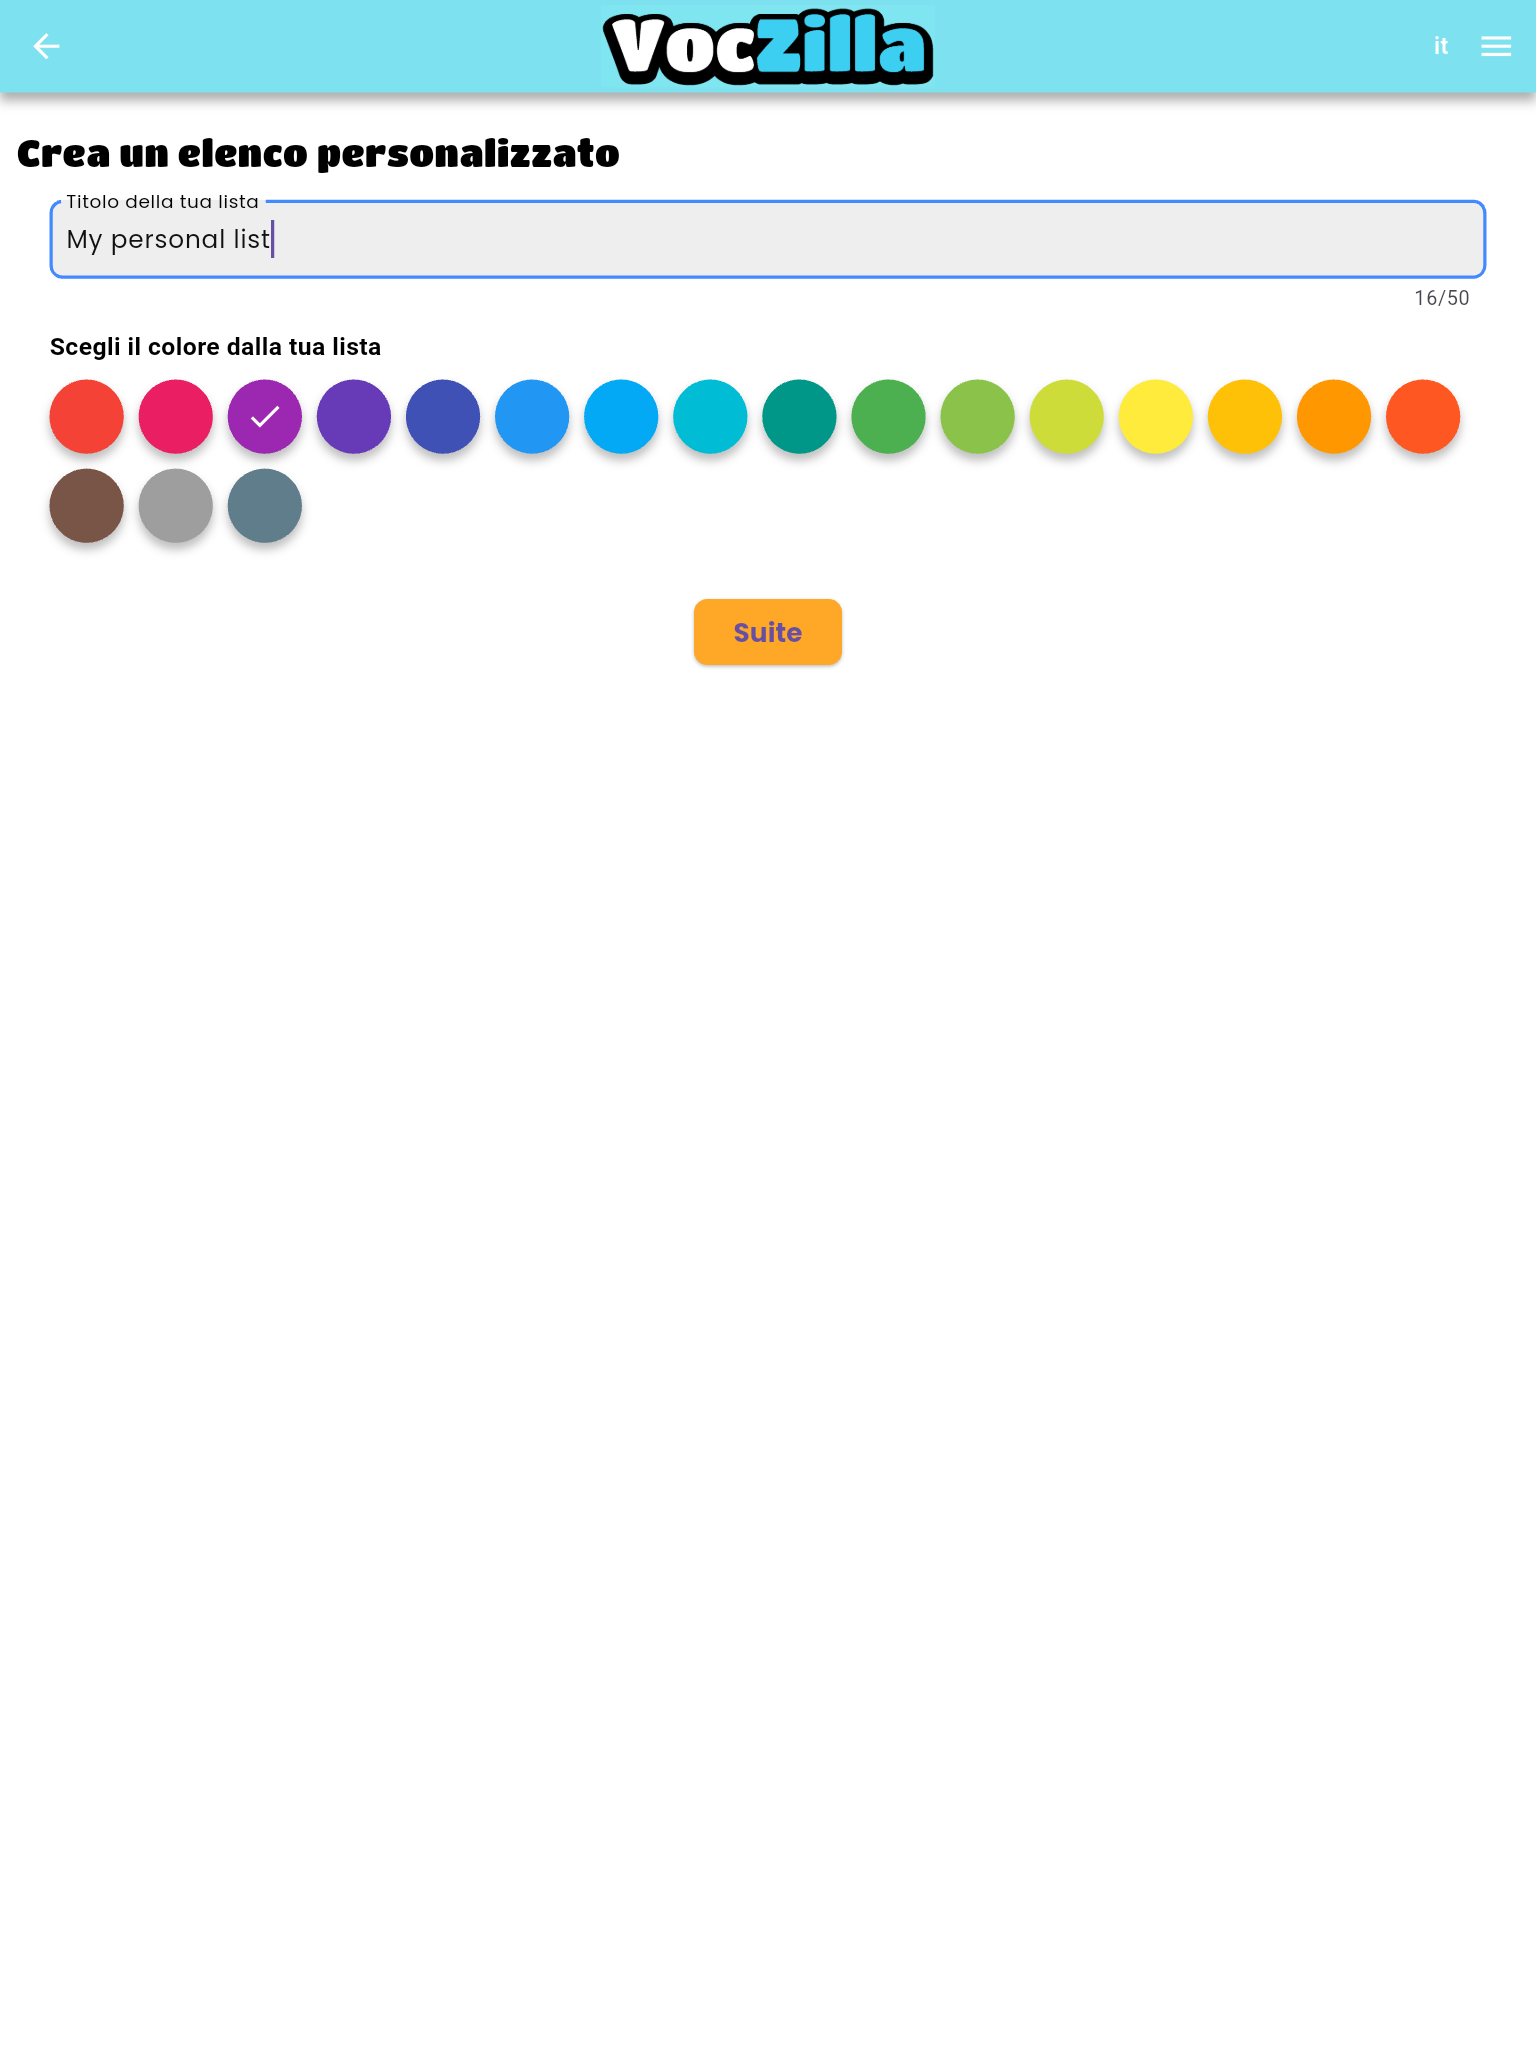 VocZilla
it
Crea un elenco personalizzato
Titolo della tua lista
My personal list
16/50
Scegli il colore dalla tua lista
Suite